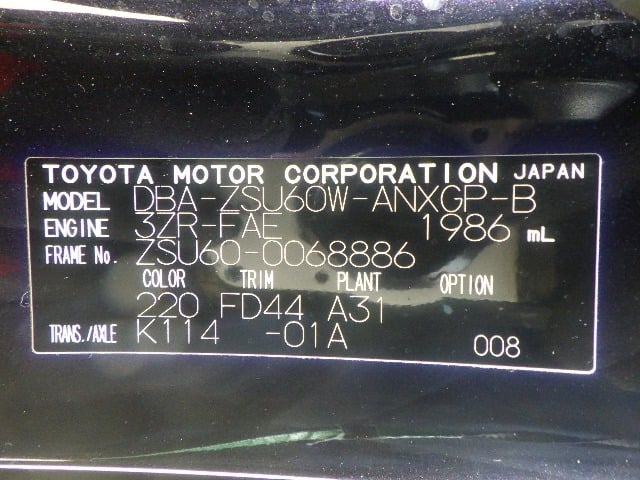 TOYOTA MOTOR CORPORATION JAPAN
MODEL DBA-ZSU60W-ANXGP-B
ENGINE 3ZR-FAE 1986 mL
FRAME No. ZSU60-0068886
COLOR TRIM PLANT OPTION
220 FD44 A31
TRANS./AXLE K114 -01A 008